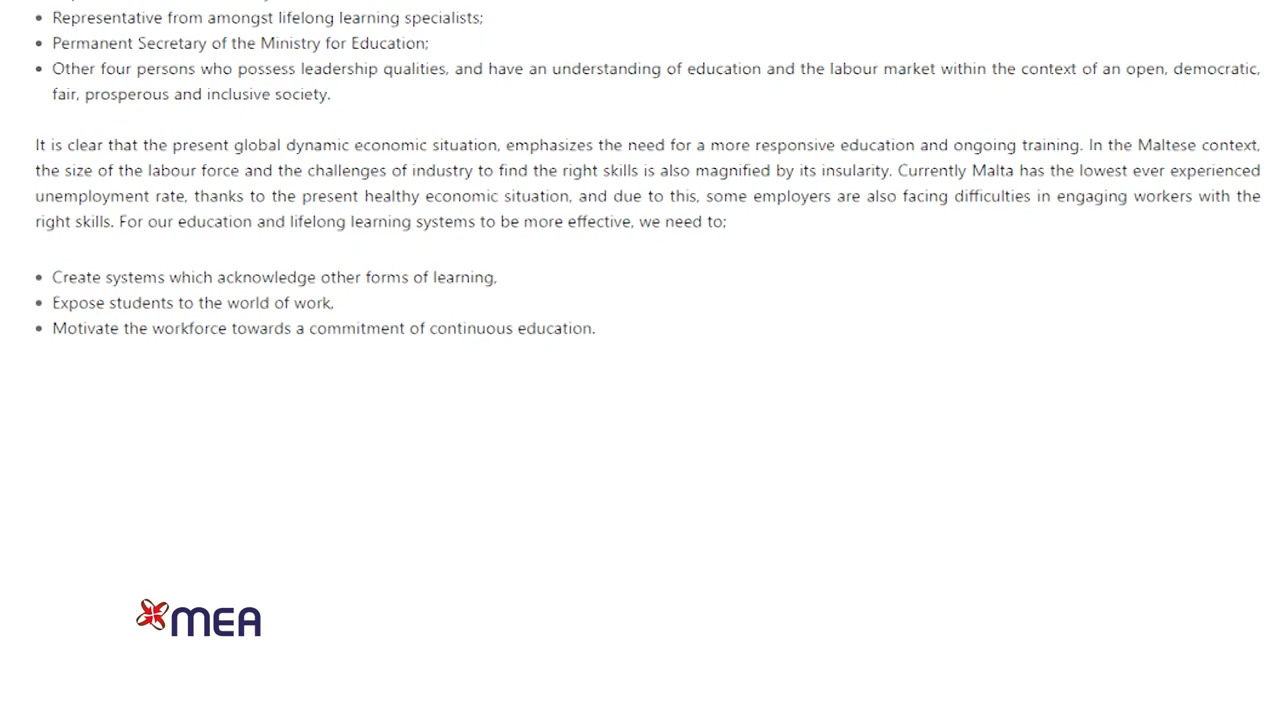 Representative from amongst lifelong learning specialists;
Permanent Secretary of the Ministry for Education;
Other four persons who possess leadership qualities, and have an understanding of education and the labour market within the context of an open, democratic,
fair, prosperous and inclusive society.
It is clear that the present global dynamic economic situation, emphasizes the need for a more responsive education and ongoing training. In the Maltese context,
the size of the labour force and the challenges of industry to find the right skills is also magnified by its insularity. Currently Malta has the lowest ever experienced
unemployment rate, thanks to the present healthy economic situation, and due to this, some employers are also facing difficulties in engaging workers with the
right skills. For our education and lifelong learning systems to be more effective, we need to;
Create systems which acknowledge other forms of learning,
Expose students to the world of work,
Motivate the workforce towards a commitment of continuous education.
MEA